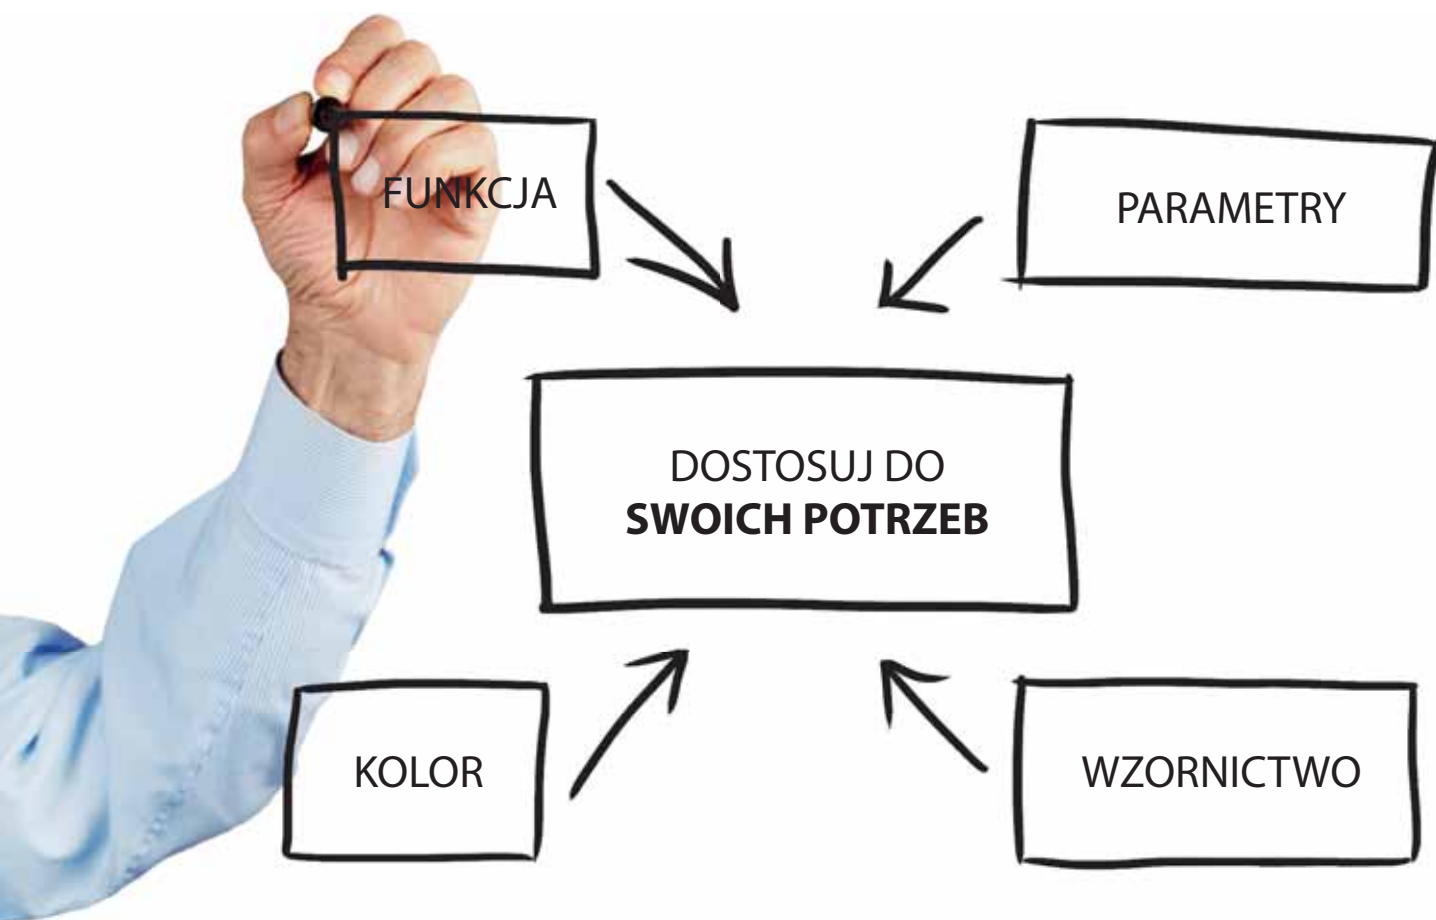 FUNKCJA
PARAMETRY
DOSTOSUJ DO
SWOICH POTRZEB
KOLOR
WZORNICTWO